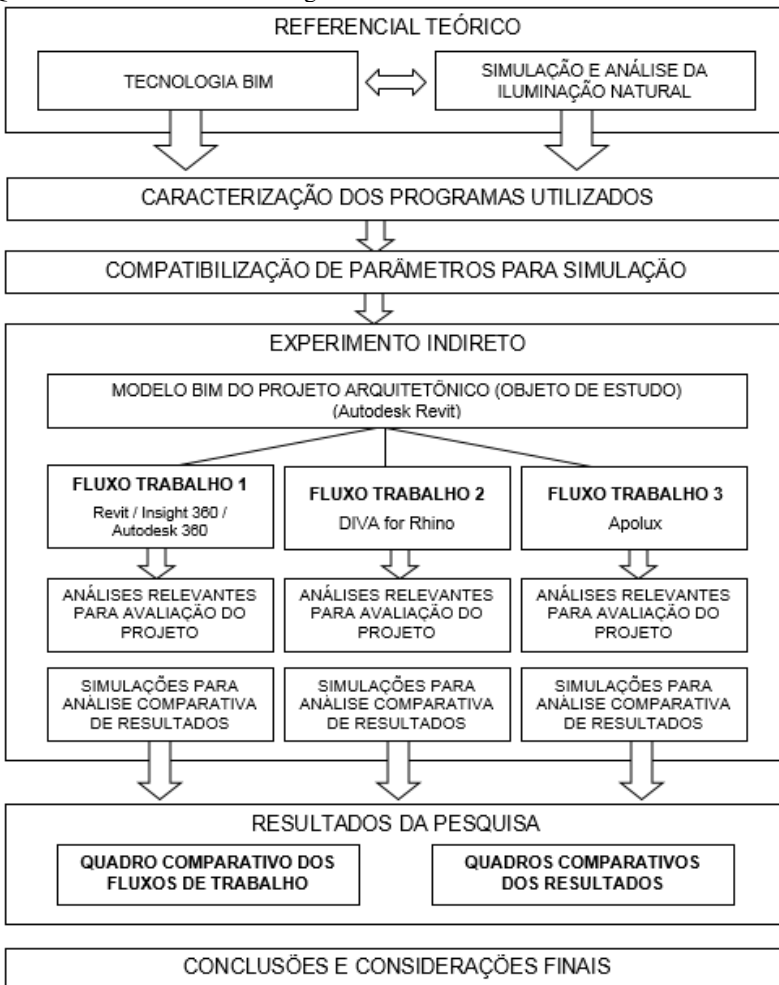 REFERENCIAL TEÓRICO
TECNOLOGIA BIM
SIMULAÇÃO E ANÁLISE DA
ILUMINAÇÃO NATURAL
CARACTERIZAÇÃO DOS PROGRAMAS UTILIZADOS
COMPATIBILIZAÇÃO DE PARÂMETROS PARA SIMULAÇÃO
EXPERIMENTO INDIRETO
MODELO BIM DO PROJETO ARQUITETÔNICO (OBJETO DE ESTUDO)
(Autodesk Revit)
FLUXO TRABALHO 1
Revit / Insight 360 /
Autodesk 360
FLUXO TRABALHO 2
DIVA for Rhino
FLUXO TRABALHO 3
Apolux
ANÁLISES RELEVANTES
PARA AVALIAÇÃO DO
PROJETO
ANÁLISES RELEVANTES
PARA AVALIAÇÃO DO
PROJETO
ANÁLISES RELEVANTES
PARA AVALIAÇÃO DO
PROJETO
SIMULAÇÕES PARA
ANÁLISE COMPARATIVA
DE RESULTADOS
SIMULAÇÕES PARA
ANÁLISE COMPARATIVA
DE RESULTADOS
SIMULAÇÕES PARA
ANÁLISE COMPARATIVA
DE RESULTADOS
RESULTADOS DA PESQUISA
QUADRO COMPARATIVO DOS
FLUXOS DE TRABALHO
QUADROS COMPARATIVOS
DOS RESULTADOS
CONCLUSÕES E CONSIDERAÇÕES FINAIS